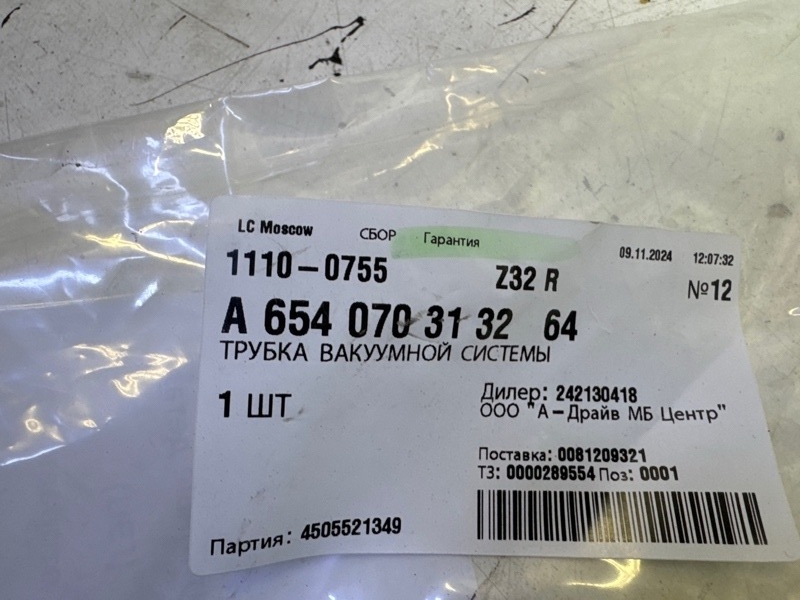 LC Moscow СБОР Гарантия 09.11.2024 12:07:32
1110-0755 Z32 R №12
A 654 070 31 32 64
ТРУБКА ВАКУУМНОЙ СИСТЕМЫ
1 ШТ
Дилер: 242130418
ООО "А-Драйв МБ Центр"
Поставка: 0081209321
ТЗ: 0000289554 Поз: 0001
Партия: 4505521349